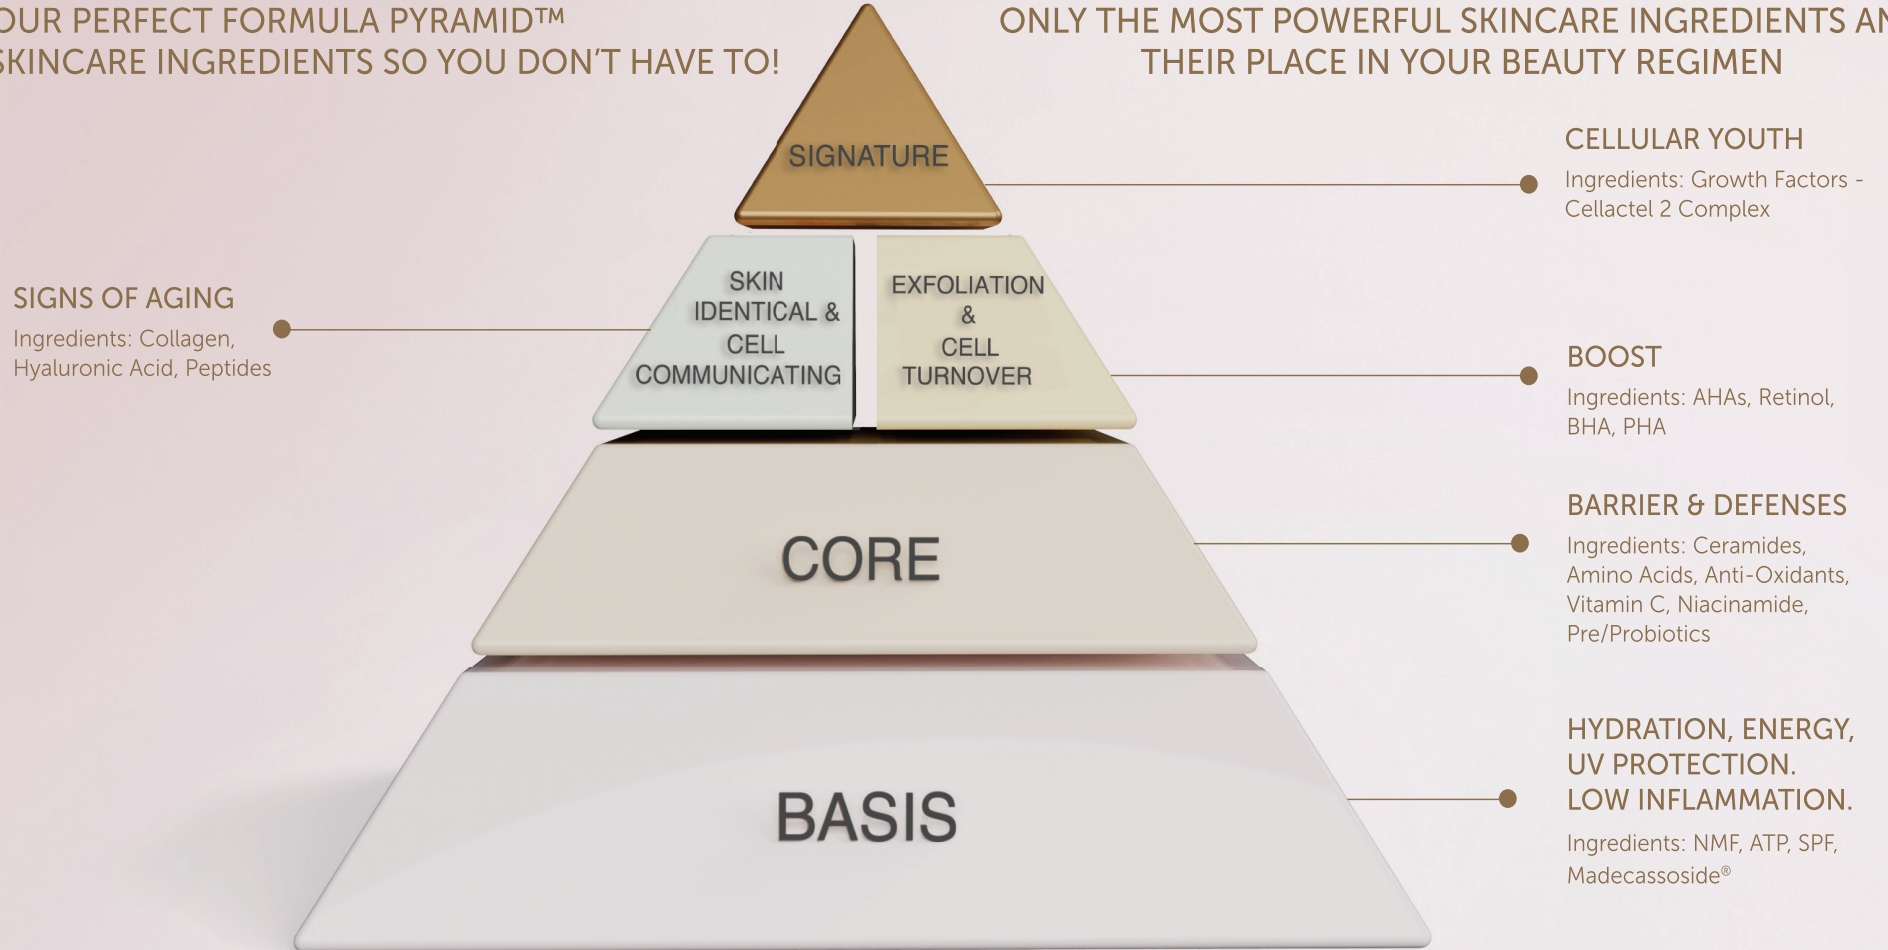 OUR PERFECT FORMULA PYRAMID™
SKINCARE INGREDIENTS SO YOU DON'T HAVE TO!
ONLY THE MOST POWERFUL SKINCARE INGREDIENTS
THEIR PLACE IN YOUR BEAUTY REGIMEN
SIGNATURE
CELLULAR YOUTH
Ingredients: Growth Factors -
Cellactel 2 Complex
SIGNS OF AGING
Ingredients: Collagen,
Hyaluronic Acid, Peptides
SKIN
IDENTICAL &
CELL
COMMUNICATING
EXFOLIATION
&
CELL
TURNOVER
BOOST
Ingredients: AHAs, Retinol,
BHA, PHA
CORE
BARRIER & DEFENSES
Ingredients: Ceramides,
Amino Acids, Anti-Oxidants,
Vitamin C, Niacinamide,
Pre/Probiotics
BASIS
HYDRATION, ENERGY,
UV PROTECTION.
LOW INFLAMMATION.
Ingredients: NMF, ATP, SPF,
Madecassoside®